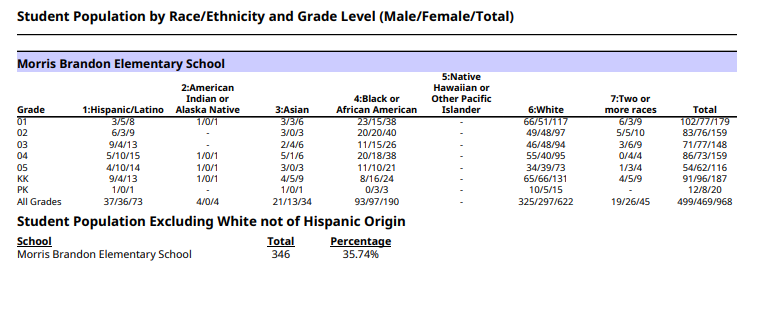 Student Population by Race/Ethnicity and Grade Level (Male/Female/Total)
Morris Brandon Elementary School
Grade 1:Hispanic/Latino 2:American Indian or Alaska Native 3:Asian 4:Black or African American 5:Native Hawaiian or Other Pacific Islander 6:White 7:Two or more races Total
01 3/5/8 1/0/1 3/3/6 23/15/38 - 66/51/117 6/3/9 102/77/179
02 6/3/9 - 3/0/3 20/20/40 - 49/48/97 5/5/10 83/76/159
03 9/4/13 - 2/4/6 11/15/26 - 46/48/94 3/6/9 71/77/148
04 5/10/15 1/0/1 5/1/6 20/18/38 - 55/40/95 0/4/4 86/73/159
05 4/10/14 1/0/1 3/0/3 11/10/21 - 34/39/73 1/3/4 54/62/116
KK 9/4/13 1/0/1 4/5/9 8/16/24 - 65/66/131 4/5/9 91/96/187
PK 1/0/1 - 1/0/1 0/3/3 - 10/5/15 - 12/8/20
All Grades 37/36/73 4/0/4 21/13/34 93/97/190 - 325/297/622 19/26/45 499/469/968
Student Population Excluding White not of Hispanic Origin
School Total Percentage
Morris Brandon Elementary School 346 35.74%